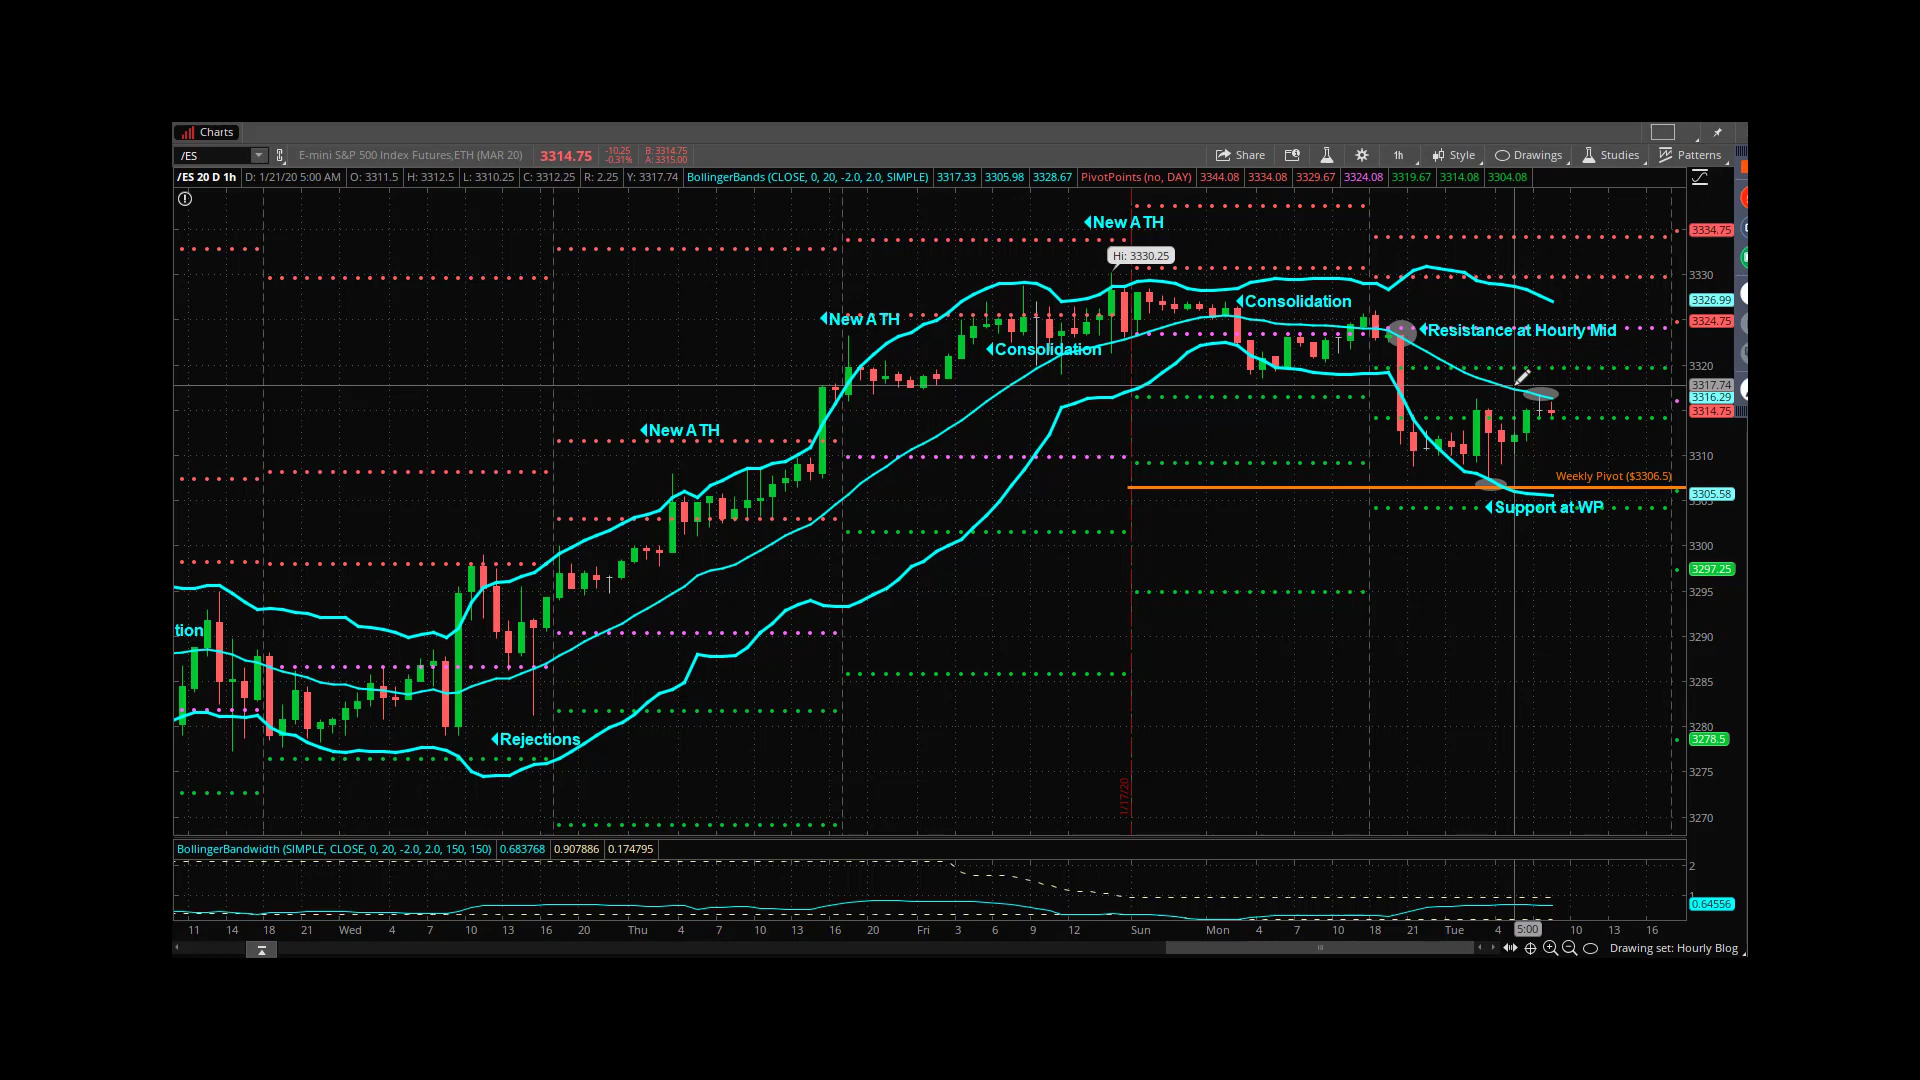 Charts
/ES
E-mini S&P 500 Index Futures,ETH (MAR 20)
3314.75
-10.25
-0.31%
B: 3314.75
A: 3315.00
Share
1h
Style
Drawings
Studies
Patterns
/ES 20 D 1h
D: 1/21/20 5:00 AM
O: 3311.5
H: 3312.5
L: 3310.25
C: 3312.25
R: 2.25
Y: 3317.74
BollingerBands (CLOSE, 0, 20, -2.0, 2.0, SIMPLE)
3317.33
3305.98
3328.67
PivotPoints (no, DAY)
3344.08
3334.08
3329.67
3324.08
3319.67
3314.08
3304.08
New ATH
Hi: 3330.25
Consolidation
New ATH
Resistance at Hourly Mid
Consolidation
New ATH
Weekly Pivot ($3306.5)
Support at WP
tion
Rejections
1/17/20
3334.75
3330
3326.99
3324.75
3320
3317.74
3316.29
3314.75
3310
3305.58
3300
3297.25
3295
3290
3285
3280
3278.5
3275
3270
BollingerBandwidth (SIMPLE, CLOSE, 0, 20, -2.0, 2.0, 150, 150)
0.683768
0.907886
0.174795
2
1
0.64556
11 14 18 21 Wed 4 7 10 13 16 20 Thu 4 7 10 13 16 20 Fri 3 6 9 12 Sun Mon 4 7 10 18 21 Tue 4 5:00 10 13 16
Drawing set: Hourly Blog